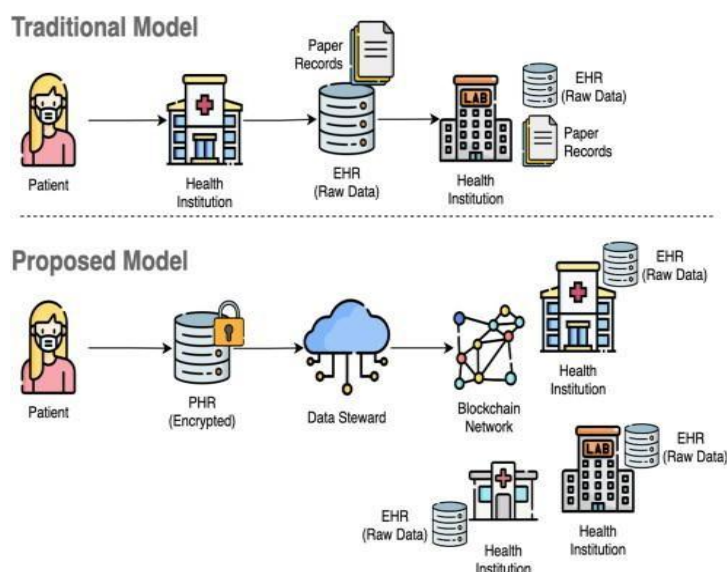 Traditional Model
Paper
Records
LAB
EHR
(Raw Data)
Paper
Records
Patient
Health
Institution
EHR
(Raw Data)
Health
Institution
Proposed Model
EHR
(Raw Data)
Patient
PHR
(Encrypted)
Data Steward
Blockchain
Network
Health
Institution
LAB
EHR
(Raw Data)
EHR
(Raw Data)
Health
Institution
Health
Institution